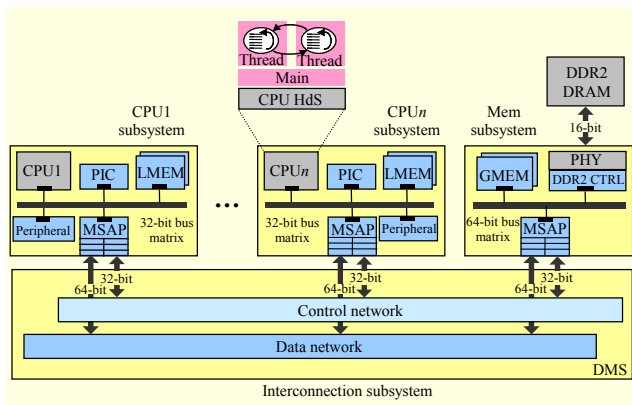 Thread Thread
Main
CPU HdS
DDR2
DRAM
CPU1
subsystem
CPUn
subsystem
Mem
subsystem
16-bit
CPU1
PIC
LMEM
CPUn
PIC
LMEM
GMEM
PHY
DDR2 CTRL
Peripheral
MSAP
32-bit bus
matrix
...
32-bit bus
matrix
MSAP
Peripheral
64-bit bus
matrix
MSAP
32-bit
64-bit
32-bit
64-bit
32-bit
64-bit
Control network
Data network
DMS
Interconnection subsystem